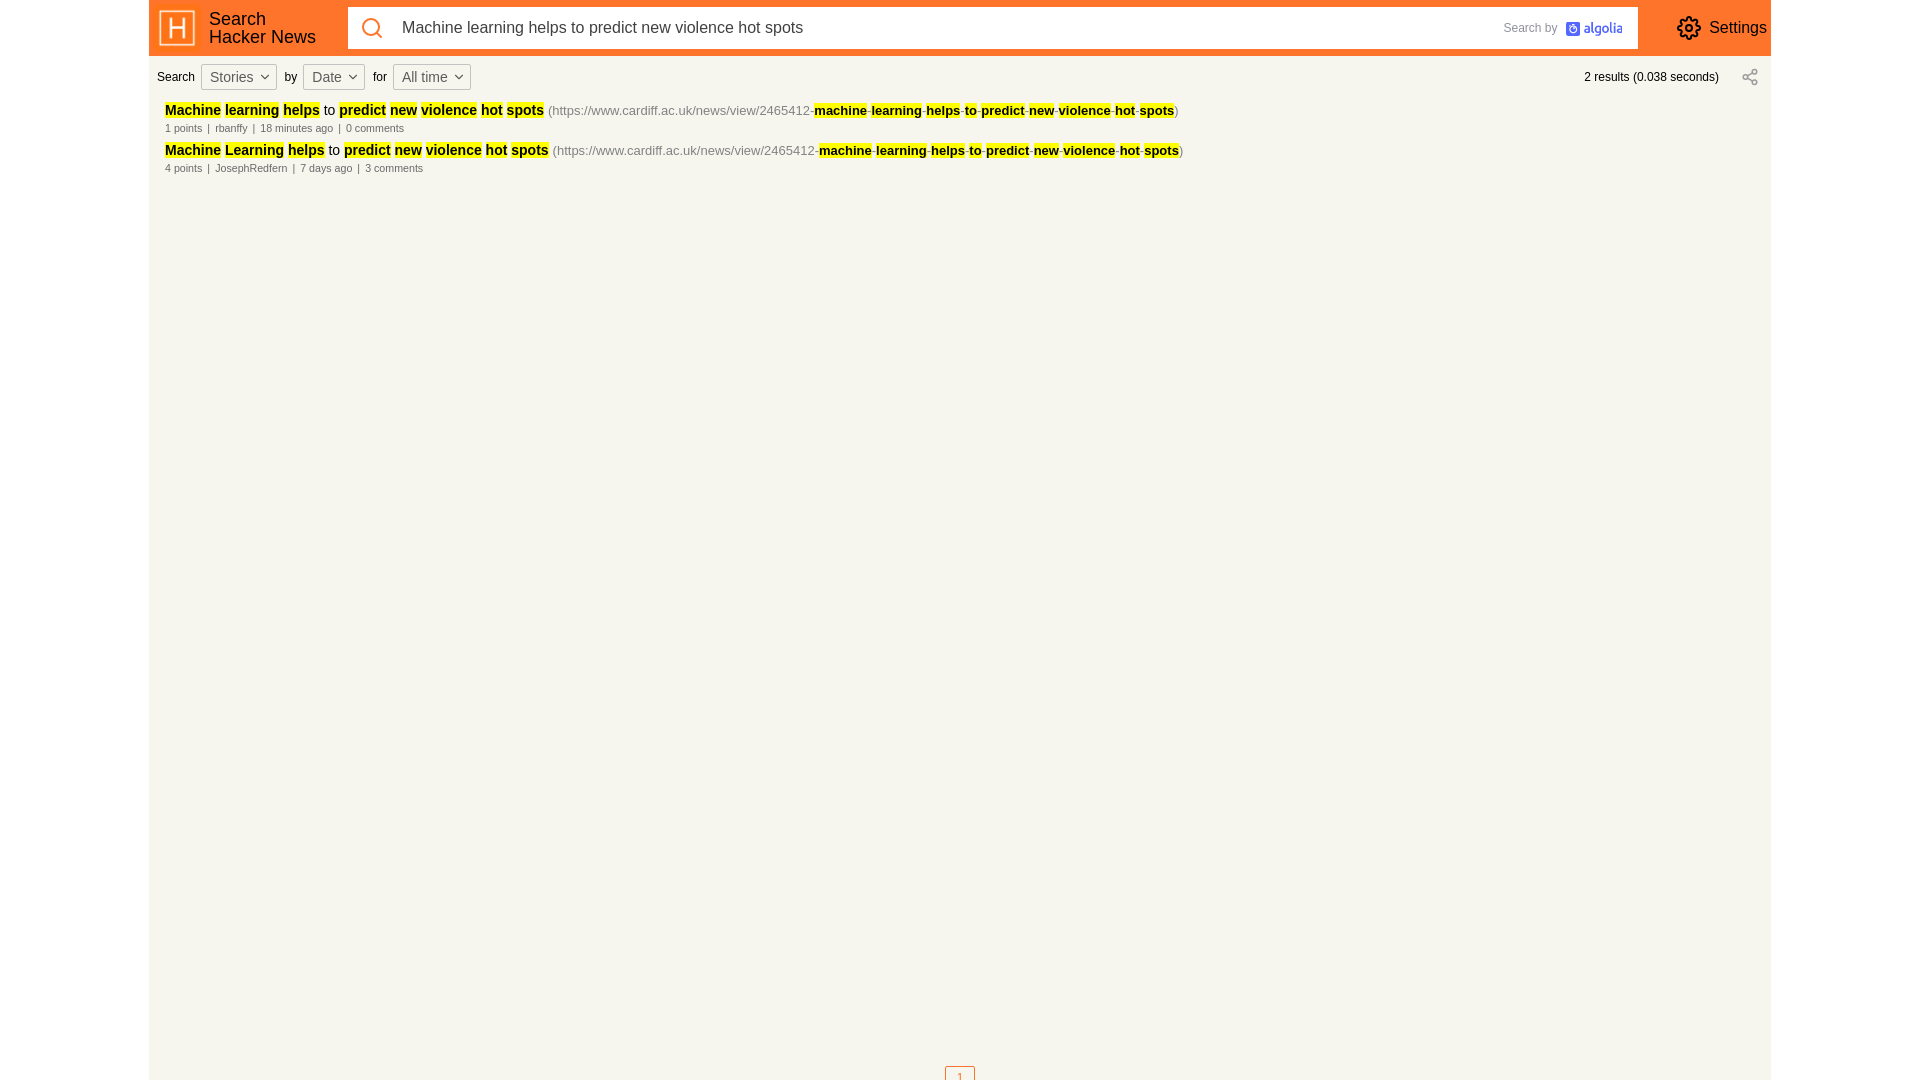 Search
Hacker News
Machine learning helps to predict new violence hot spots
Search by algolia
Settings
Search Stories by Date for All time
2 results (0.038 seconds)
Machine learning helps to predict new violence hot spots (https://www.cardiff.ac.uk/news/view/2465412-machine-learning-helps-to-predict-new-violence-hot-spots)
1 points | rbanffy | 18 minutes ago | 0 comments
Machine Learning helps to predict new violence hot spots (https://www.cardiff.ac.uk/news/view/2465412-machine-learning-helps-to-predict-new-violence-hot-spots)
4 points | JosephRedfern | 7 days ago | 3 comments
1